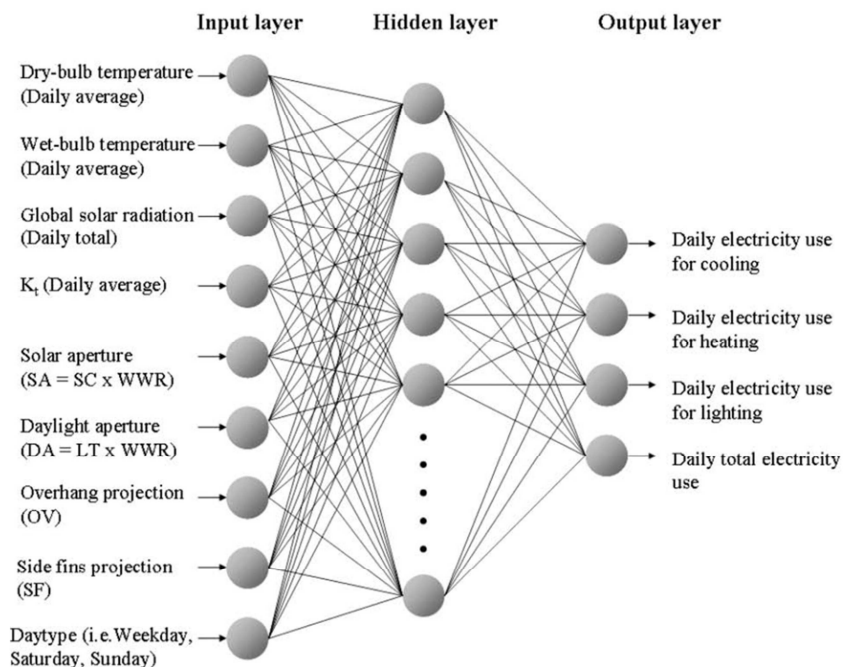 Input layer
Hidden layer
Output layer
Dry-bulb temperature
(Daily average)
Wet-bulb temperature
(Daily average)
Global solar radiation
(Daily total)
Kt (Daily average)
Solar aperture
(SA = SC x WWR)
Daylight aperture
(DA = LT x WWR)
Overhang projection
(OV)
Side fins projection
(SF)
Daytype (i.e.Weekday,
Saturday, Sunday)
Daily electricity use
for cooling
Daily electricity use
for heating
Daily electricity use
for lighting
Daily total electricity
use